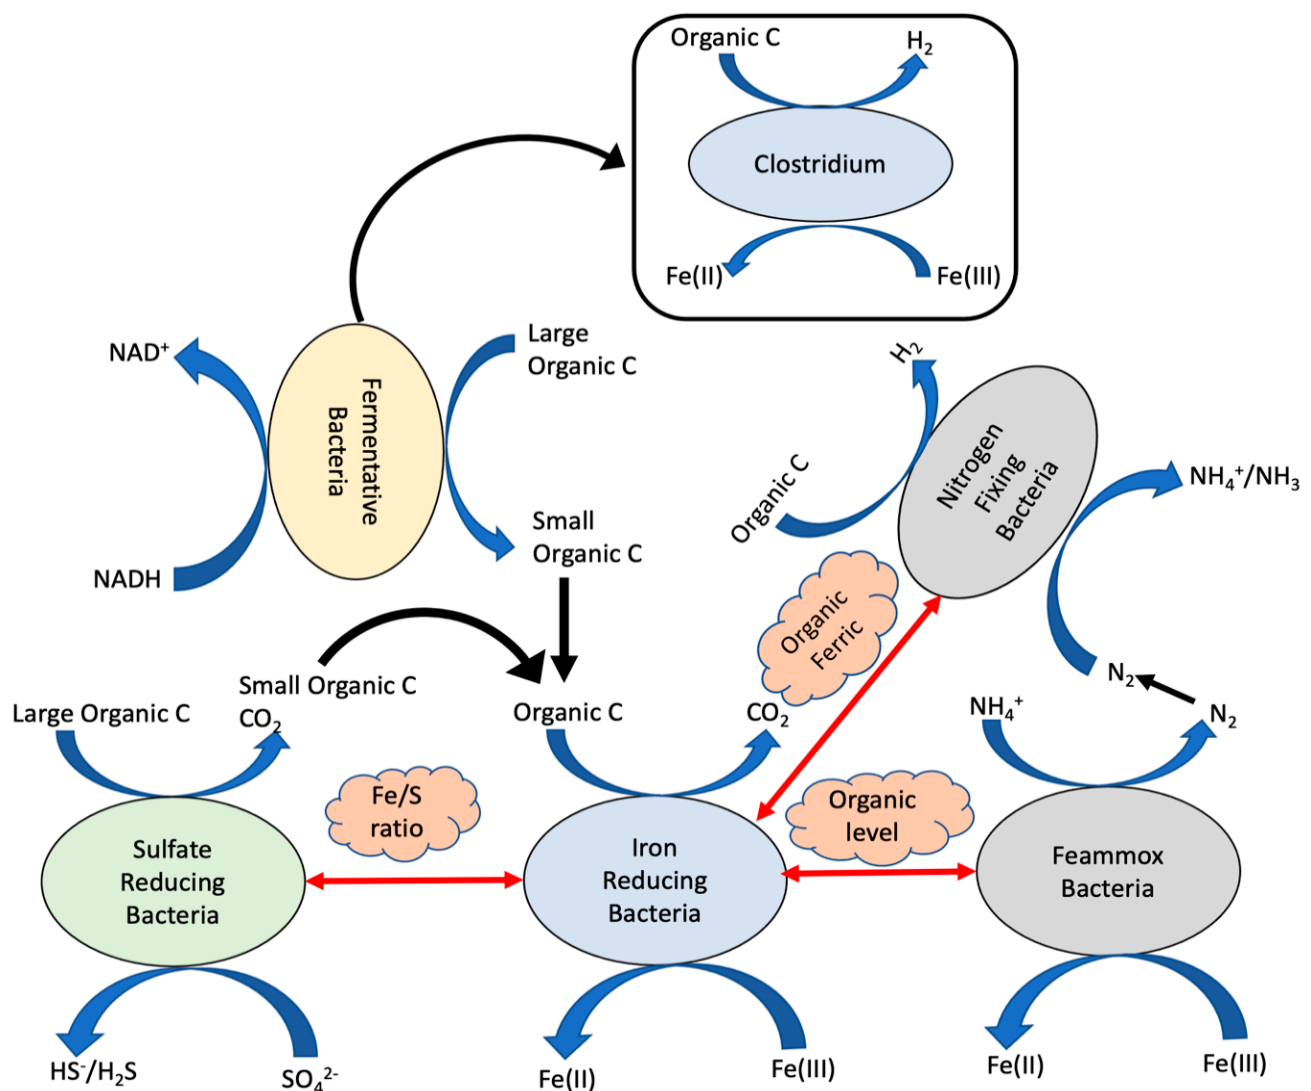 Organic C
H₂
Clostridium
Fe(II)
Fe(III)
NAD⁺
Large
Organic C
Fermentative
Bacteria
NADH
Small
Organic C
H₂
Organic C
Nitrogen
Fixing
Bacteria
NH₄⁺/NH₃
N₂
Organic
Ferric
Large Organic C
Small Organic C
CO₂
Organic C
CO₂
NH₄⁺
N₂
Fe/S
ratio
Organic
level
Sulfate
Reducing
Bacteria
Iron
Reducing
Bacteria
Feammox
Bacteria
HS⁻/H₂S
SO₄²⁻
Fe(II)
Fe(III)
Fe(II)
Fe(III)